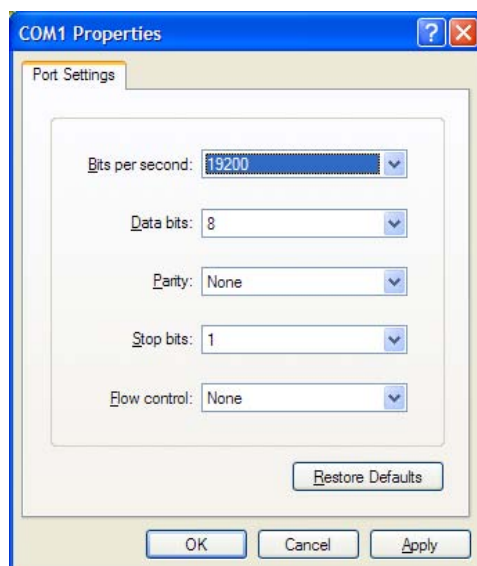 COM1 Properties
Port Settings
Bits per second: 19200
Data bits: 8
Parity: None
Stop bits: 1
Flow control: None
Restore Defaults
OK Cancel Apply